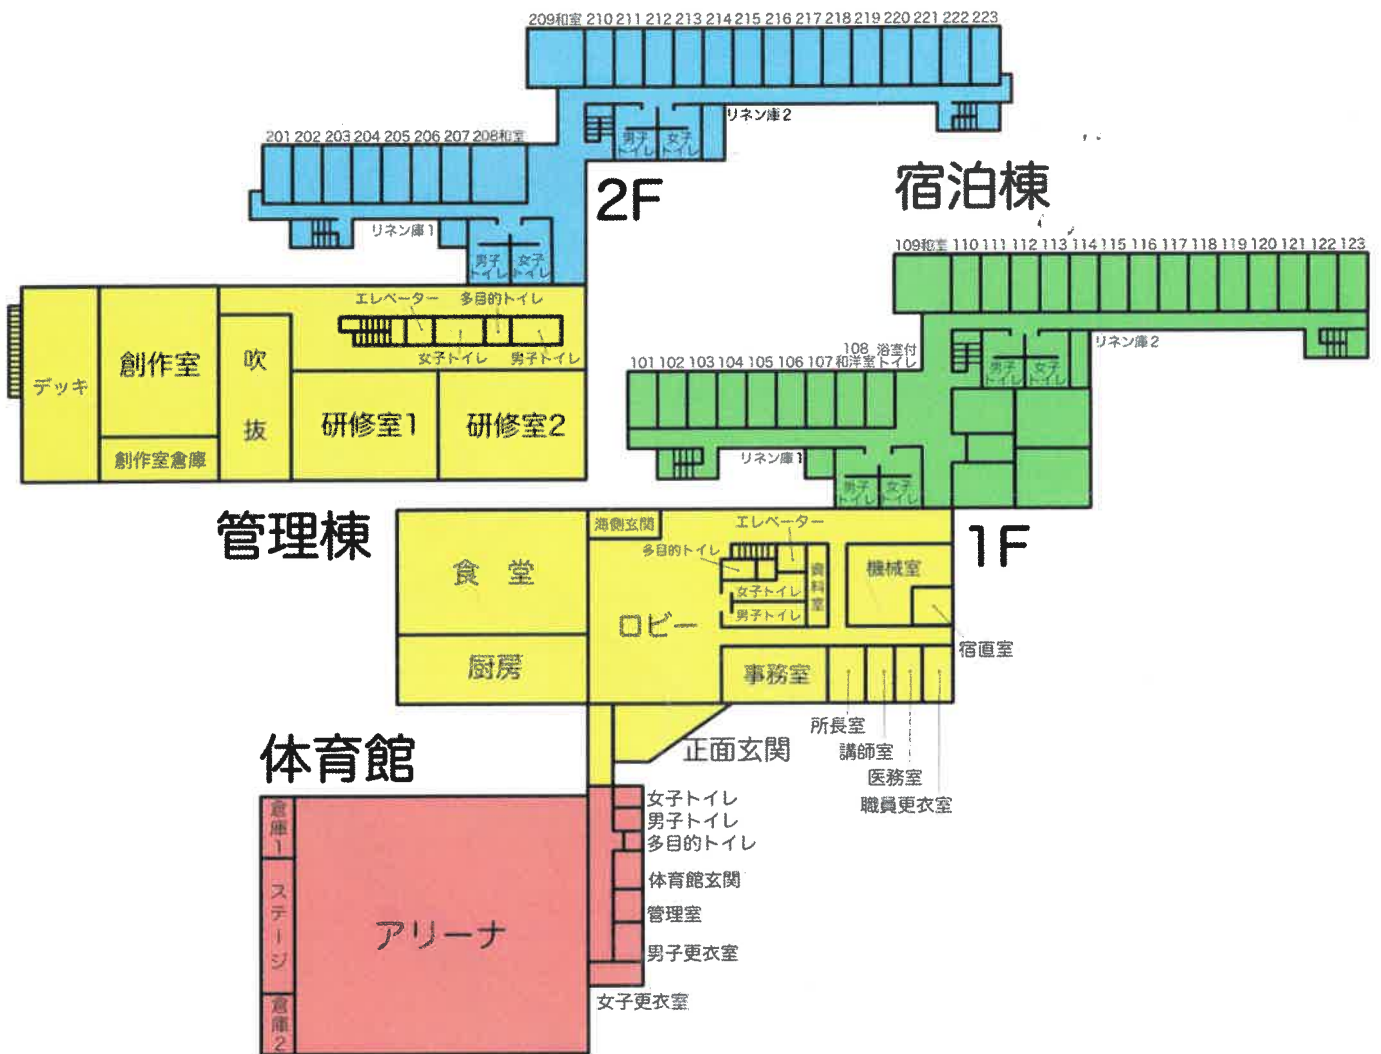 209和室 210 211 212 213 214 215 216 217 218 219 220 221 222 223
リネン庫2
男子トイレ
女子トイレ
201 202 203 204 205 206 207 208和室
リネン庫1
男子トイレ
女子トイレ
2F
宿泊棟
109和室 110 111 112 113 114 115 116 117 118 119 120 121 122 123
リネン庫2
男子トイレ
女子トイレ
101 102 103 104 105 106 107
108 浴室付
和洋室トイレ
リネン庫1
男子トイレ
女子トイレ
1F
デッキ
創作室
創作室倉庫
吹抜
エレベーター
多目的トイレ
女子トイレ
男子トイレ
研修室1
研修室2
管理棟
食堂
厨房
海側玄関
ロビー
エレベーター
多目的トイレ
女子トイレ
男子トイレ
資料室
機械室
宿直室
事務室
所長室
講師室
医務室
職員更衣室
正面玄関
体育館
倉庫1
ステージ
倉庫2
アリーナ
女子トイレ
男子トイレ
多目的トイレ
体育館玄関
管理室
男子更衣室
女子更衣室